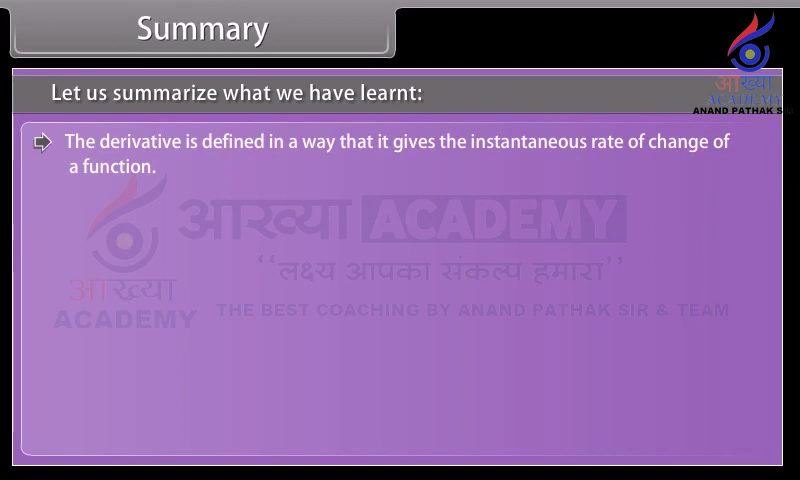 Summary
आख्या
ACADEMY
ANAND PATHAK SIR
Let us summarize what we have learnt:
The derivative is defined in a way that it gives the instantaneous rate of change of
a function.
आख्या ACADEMY
‘‘लक्ष्य आपका संकल्प हमारा’’
आख्या
ACADEMY
THE BEST COACHING BY ANAND PATHAK SIR & TEAM